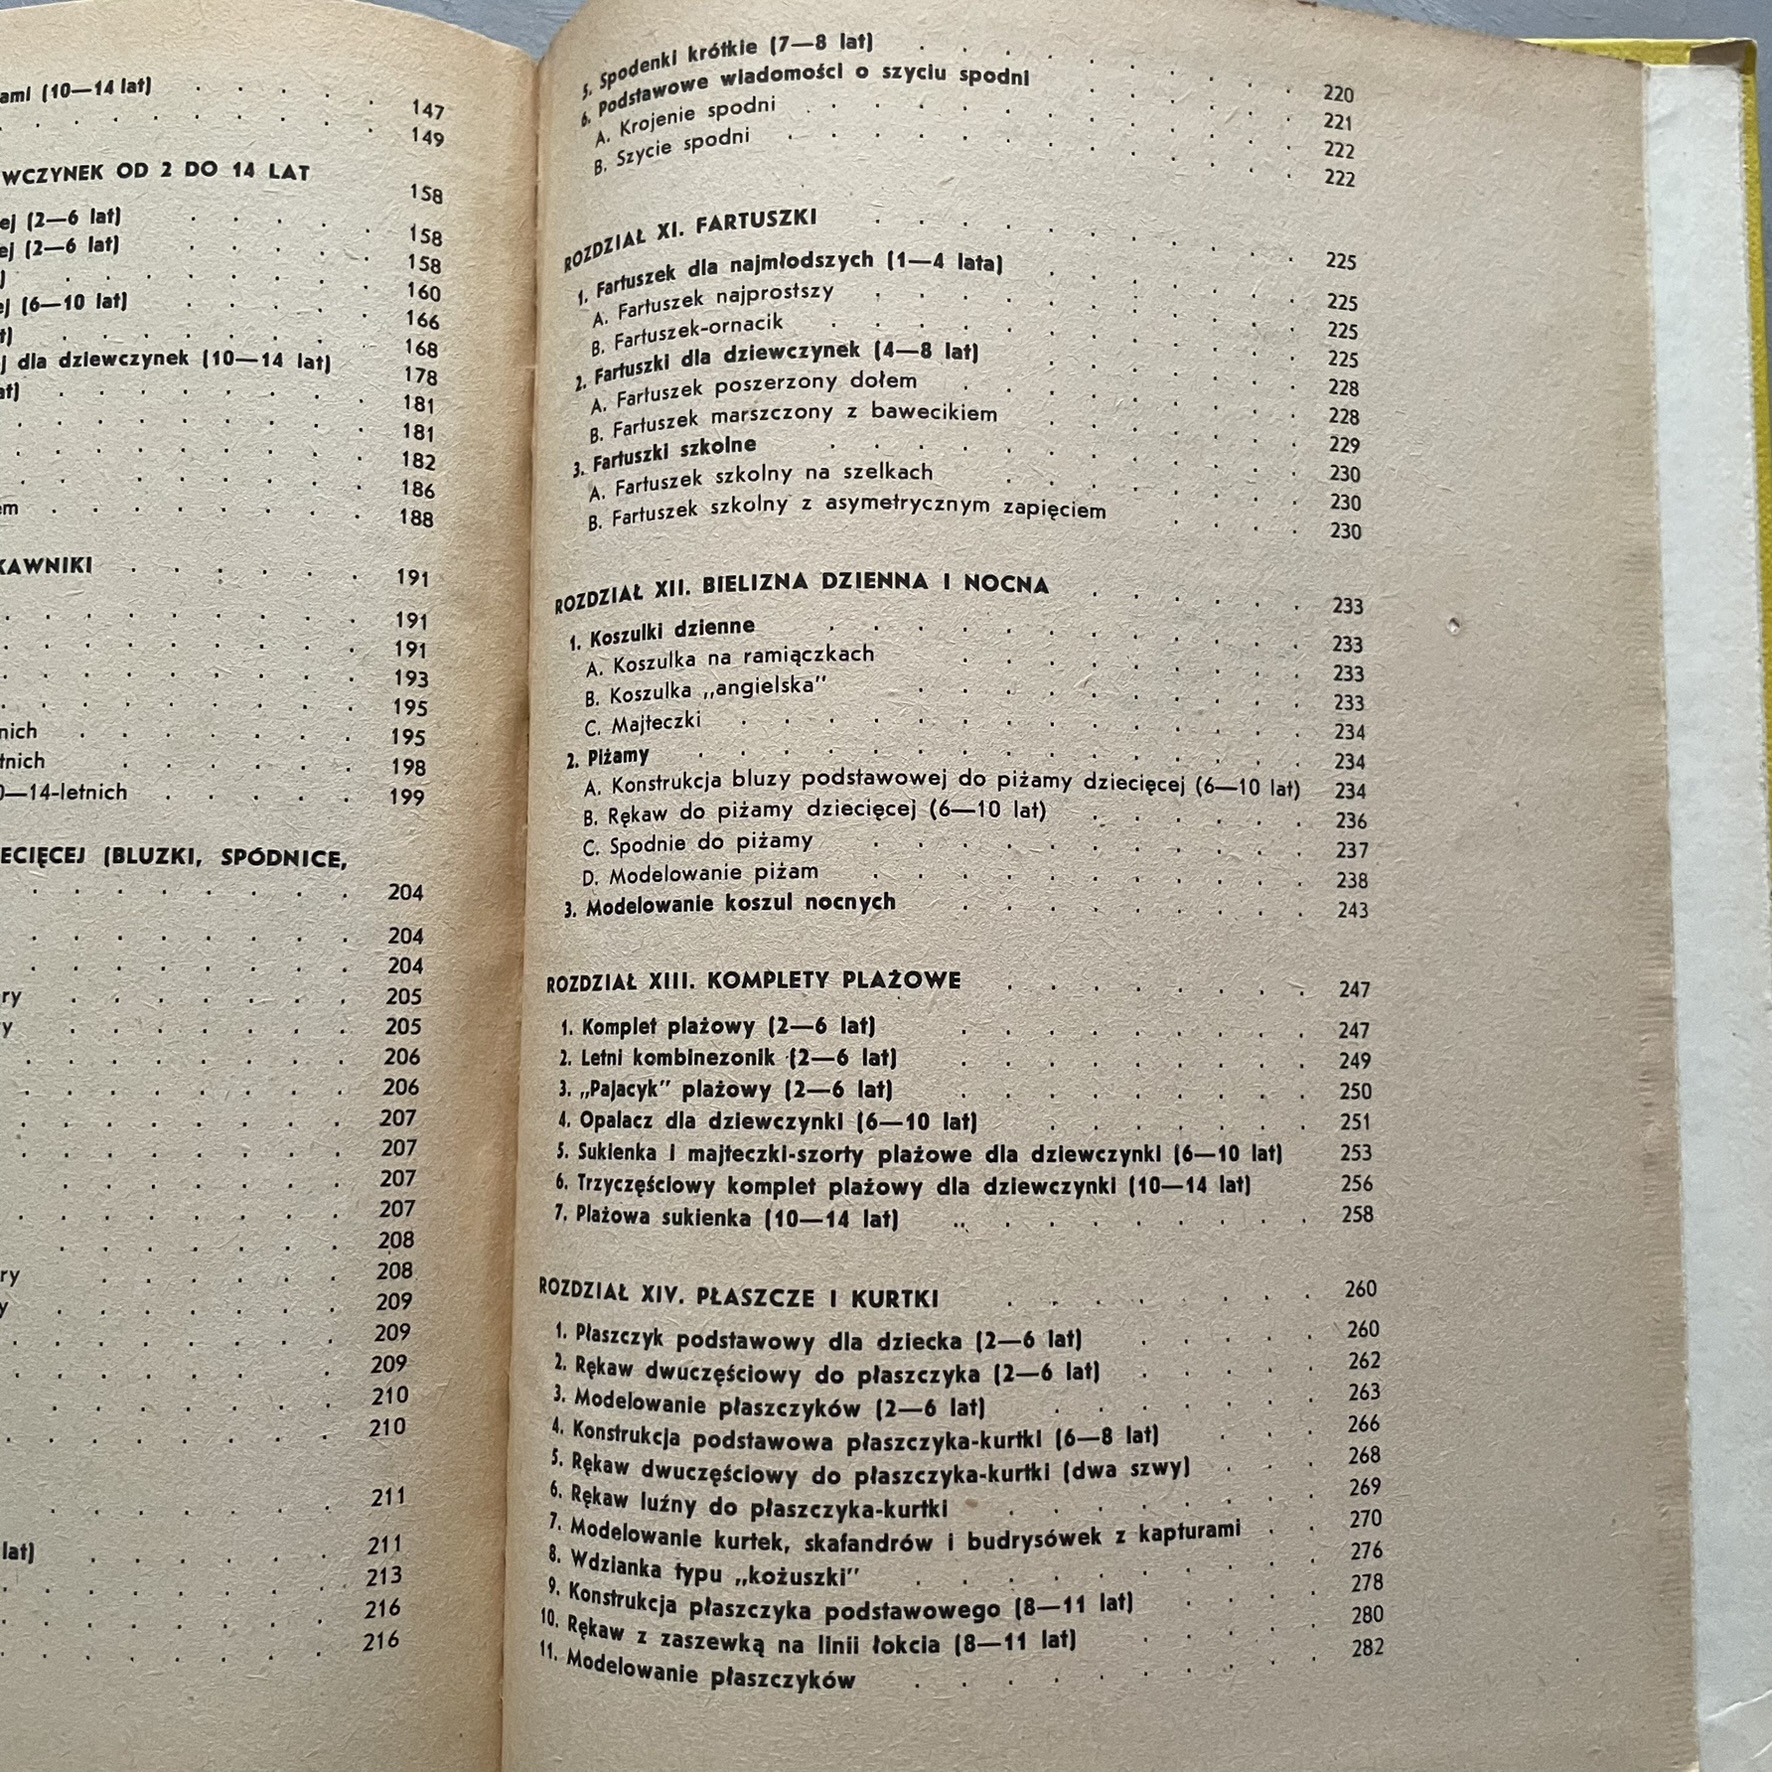 aml (10—14 lat) . . . . . 147
. . . . . . . . . 149
WCZYNEK OD 2 DO 14 LAT 158
ej (2—6 lat) . . . . 158
ej (2—6 lat) . . . . 158
. . . . . . . 160
ej (6—10 lat) . . . . 166
. . . . . . . 168
j dla dziewczynek (10—14 lat) 178
at) . . . . . . . 181
. . . . . . . . 181
. . . . . . . . 182
. . . . . . . . 186
em . . . . . . . 188
KAWNIKI . . . . . . 191
. . . . . . . . 191
. . . . . . . . 191
. . . . . . . . 193
. . . . . . . . 195
nich . . . . . . . 195
tnich . . . . . . . 198
0—14-letnich . . . . . 199
ECIĘCEJ (BLUZKI, SPÓDNICE,
. . . . . . . . 204
. . . . . . . . 204
. . . . . . . . 204
ry . . . . . . . 205
y . . . . . . . 205
. . . . . . . . 206
. . . . . . . . 206
. . . . . . . . 207
. . . . . . . . 207
. . . . . . . . 207
. . . . . . . . 207
. . . . . . . . 208
ry . . . . . . 208
y . . . . . . . 209
. . . . . . . . 209
. . . . . . . . 209
. . . . . . . . 210
. . . . . . . . 210
. . . . . . . . 211
lat) . . . . . . 211
. . . . . . . . 213
. . . . . . . . 216
. . . . . . . . 216
5. Spodenki krótkie (7—8 lat) . . . . . . . . . 220
6. Podstawowe wiadomości o szyciu spodni . . . . . 221
A. Krojenie spodni . . . . . . . . . . . 222
B. Szycie spodni . . . . . . . . . . . . 222
ROZDZIAŁ XI. FARTUSZKI . . . . . . . . . . 225
1. Fartuszek dla najmłodszych (1—4 lata) . . . . . . 225
A. Fartuszek najprostszy . . . . . . . . . . 225
B. Fartuszek-ornacik . . . . . . . . . . . 225
2. Fartuszki dla dziewczynek (4—8 lat) . . . . . . 228
A. Fartuszek poszerzony dołem . . . . . . . . 228
B. Fartuszek marszczony z bawecikiem . . . . . . 229
3. Fartuszki szkolne . . . . . . . . . . . 230
A. Fartuszek szkolny na szelkach . . . . . . . 230
B. Fartuszek szkolny z asymetrycznym zapięciem . . . . 230
ROZDZIAŁ XII. BIELIZNA DZIENNA I NOCNA . . . . . 233
1. Koszulki dzienne . . . . . . . . . . . 233
A. Koszulka na ramiączkach . . . . . . . . 233
B. Koszulka „angielska” . . . . . . . . . 233
C. Majteczki . . . . . . . . . . . . . 234
2. Piżamy . . . . . . . . . . . . . . 234
A. Konstrukcja bluzy podstawowej do piżamy dziecięcej (6—10 lat) 234
B. Rękaw do piżamy dziecięcej (6—10 lat) . . . . . 236
C. Spodnie do piżamy . . . . . . . . . . 237
D. Modelowanie piżam . . . . . . . . . . 238
3. Modelowanie koszul nocnych . . . . . . . . 243
ROZDZIAŁ XIII. KOMPLETY PLAŻOWE . . . . . . . 247
1. Komplet plażowy (2—6 lat) . . . . . . . . 247
2. Letni kombinezonik (2—6 lat) . . . . . . . . 249
3. „Pajacyk” plażowy (2—6 lat) . . . . . . . . 250
4. Opalacz dla dziewczynki (6—10 lat) . . . . . . 251
5. Sukienka i majteczki-szorty plażowe dla dziewczynki (6—10 lat) 253
6. Trzyczęściowy komplet plażowy dla dziewczynki (10—14 lat) 256
7. Plażowa sukienka (10—14 lat) . . . . . . . . 258
ROZDZIAŁ XIV. PŁASZCZE I KURTKI . . . . . . . 260
1. Płaszczyk podstawowy dla dziecka (2—6 lat) . . . . 260
2. Rękaw dwuczęściowy do płaszczyka (2—6 lat) . . . . 262
3. Modelowanie płaszczyków (2—6 lat) . . . . . . 263
4. Konstrukcja podstawowa płaszczyka-kurtki (6—8 lat) . . . 266
5. Rękaw dwuczęściowy do płaszczyka-kurtki (dwa szwy) . . 268
6. Rękaw luźny do płaszczyka-kurtki . . . . . . . 269
7. Modelowanie kurtek, skafandrów i budrysówek z kapturami . . 270
8. Wdzianka typu „kożuszki” . . . . . . . . . 276
9. Konstrukcja płaszczyka podstawowego (8—11 lat) . . . . 278
10. Rękaw z zaszewką na linii łokcia (8—11 lat) . . . . 280
11. Modelowanie płaszczyków . . . . . . . . . 282